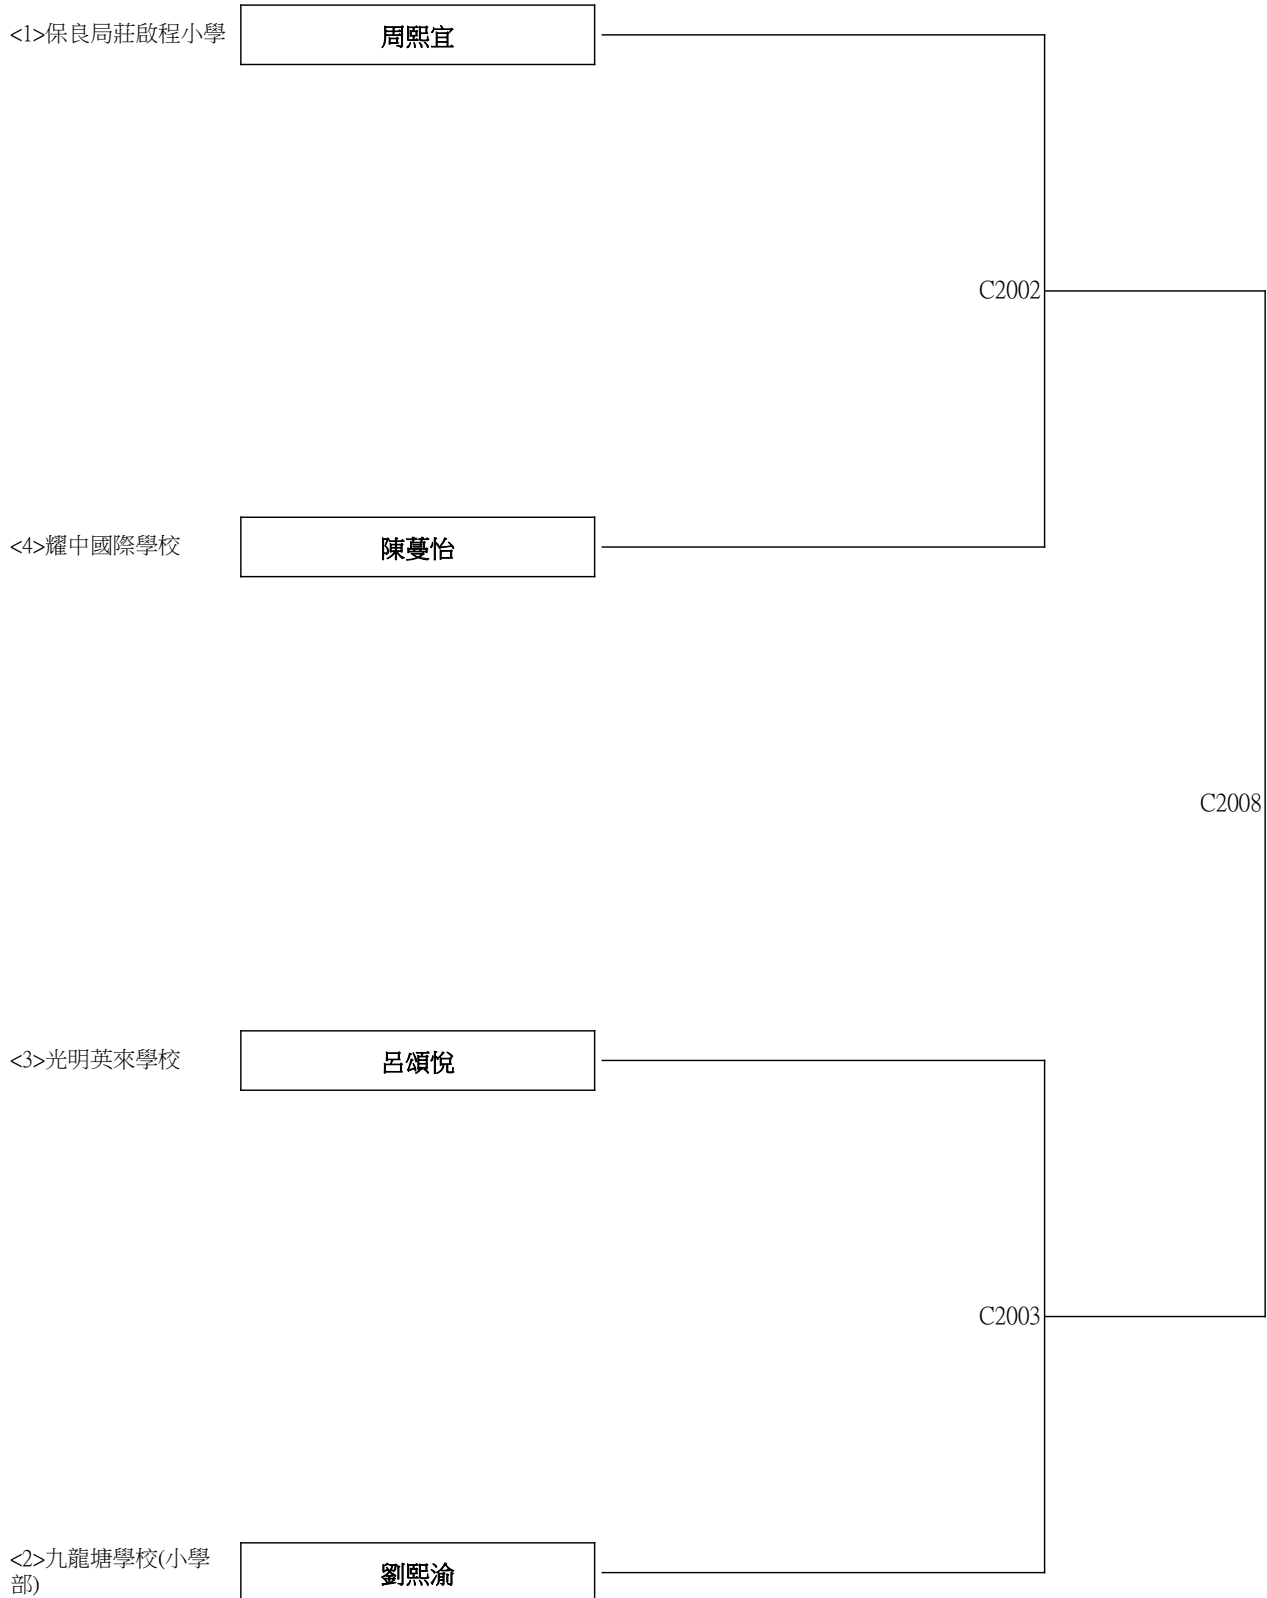 <1>保良局莊啟程小學
周熙宜
C2002
<4>耀中國際學校
陳蔓怡
C2008
<3>光明英來學校
呂頌悅
C2003
<2>九龍塘學校(小學
部)
劉熙渝